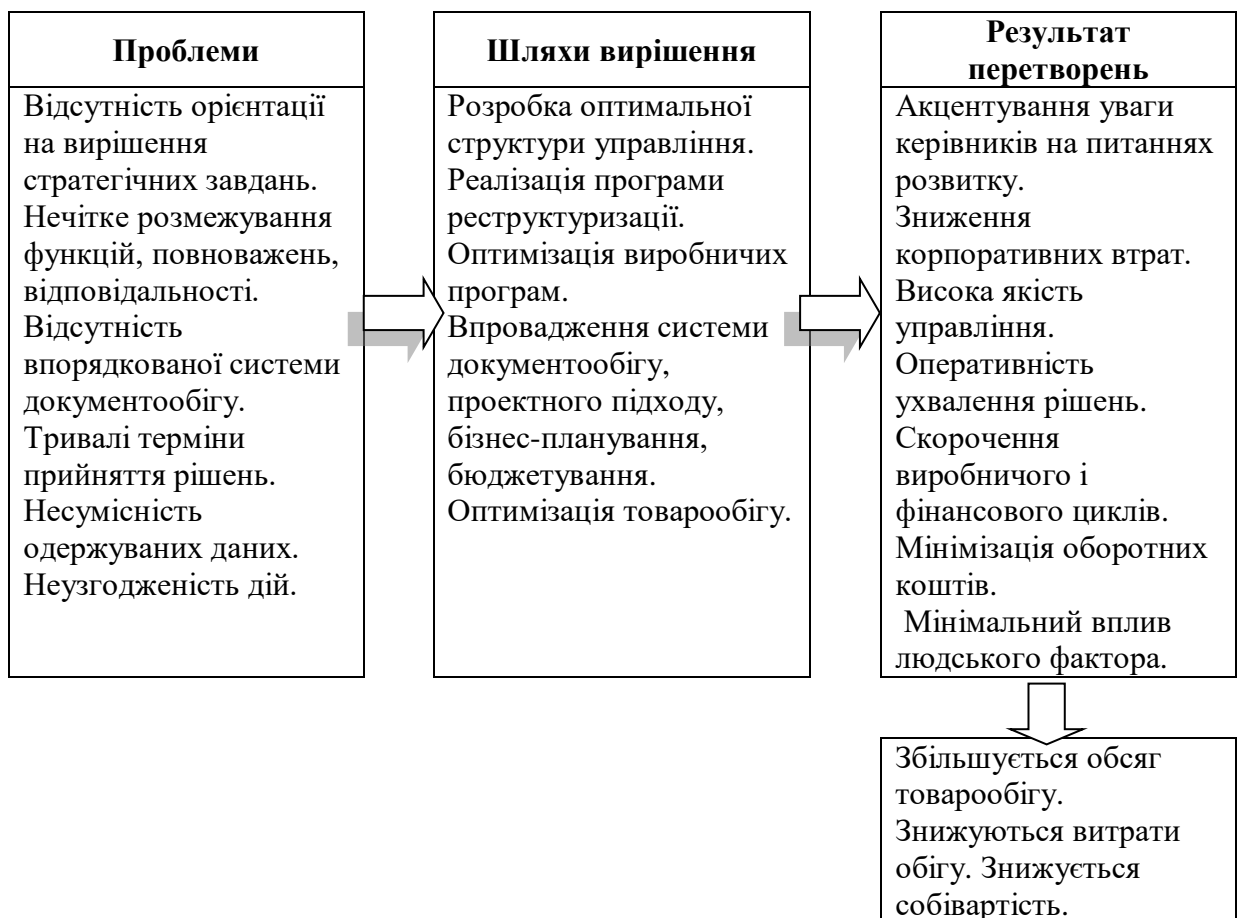 Проблеми
Відсутність орієнтації
на вирішення
стратегічних завдань.
Нечітке розмежування
функцій, повноважень,
відповідальності.
Відсутність
впорядкованої системи
документообігу.
Тривалі терміни
прийняття рішень.
Несумісність
одержуваних даних.
Неузгодженість дій.
Шляхи вирішення
Розробка оптимальної
структури управління.
Реалізація програми
реструктуризації.
Оптимізація виробничих
програм.
Впровадження системи
документообігу,
проектного підходу,
бізнес-планування,
бюджетування.
Оптимізація товарообігу.
Результат
перетворень
Акцентування уваги
керівників на питаннях
розвитку.
Зниження
корпоративних втрат.
Висока якість
управління.
Оперативність
ухвалення рішень.
Скорочення
виробничого і
фінансового циклів.
Мінімізація оборотних
коштів.
Мінімальний вплив
людського фактора.
Збільшується обсяг
товарообігу.
Знижуються витрати
обігу. Знижується
собівартість.